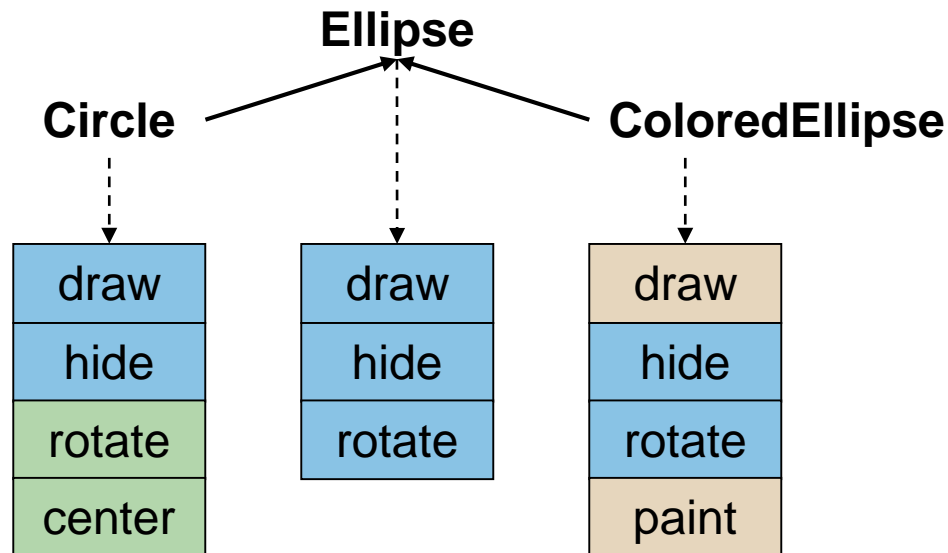 Ellipse
Circle
ColoredEllipse
draw
hide
rotate
center
draw
hide
rotate
draw
hide
rotate
paint